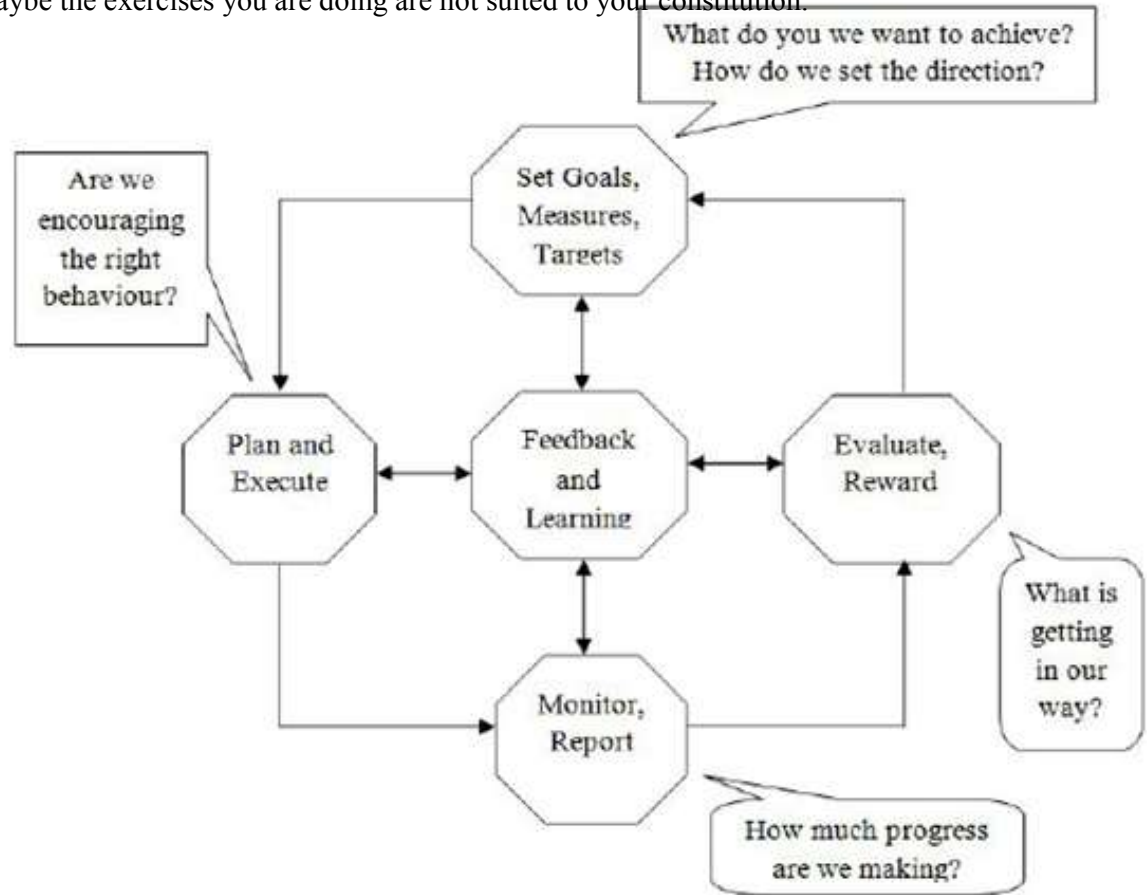 aybe the exercises you are doing are not suited to your constitution.
What do you we want to achieve?
How do we set the direction?
Are we
encouraging
the right
behaviour?
Set Goals,
Measures,
Targets
Plan and
Execute
Feedback
and
Learning
Evaluate,
Reward
What is
getting
in our
way?
Monitor,
Report
How much progress
are we making?